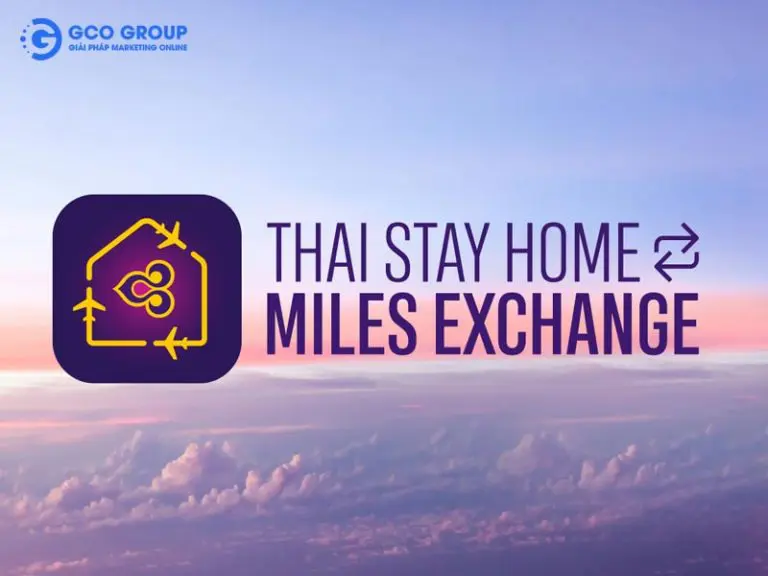 GCO GROUP
GIẢI PHÁP MARKETING ONLINE
THAI STAY HOME
MILES EXCHANGE